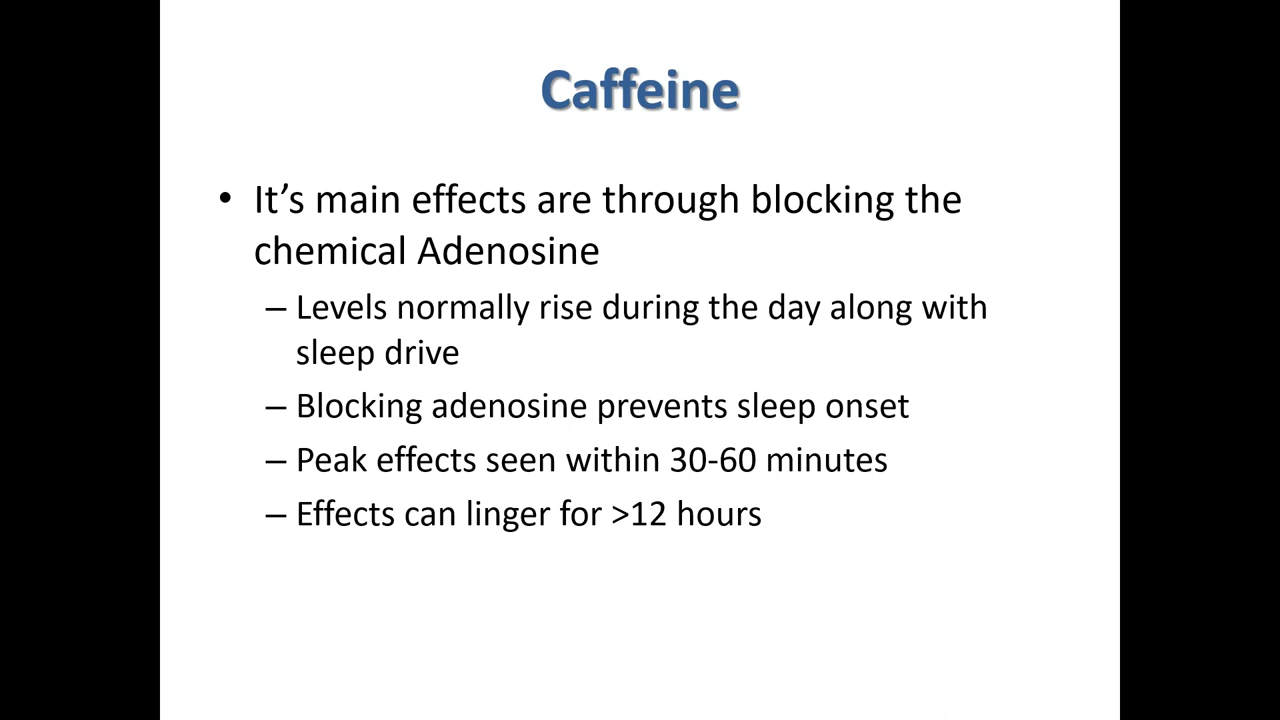 Caffeine
• It’s main effects are through blocking the
chemical Adenosine
– Levels normally rise during the day along with
sleep drive
– Blocking adenosine prevents sleep onset
– Peak effects seen within 30-60 minutes
– Effects can linger for >12 hours